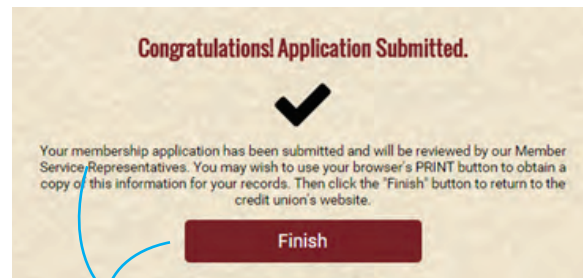 Congratulations! Application Submitted.
Your membership application has been submitted and will be reviewed by our Member
Service Representatives. You may wish to use your browser's PRINT button to obtain a
copy of this information for your records. Then click the "Finish" button to return to the
credit union's website.
Finish